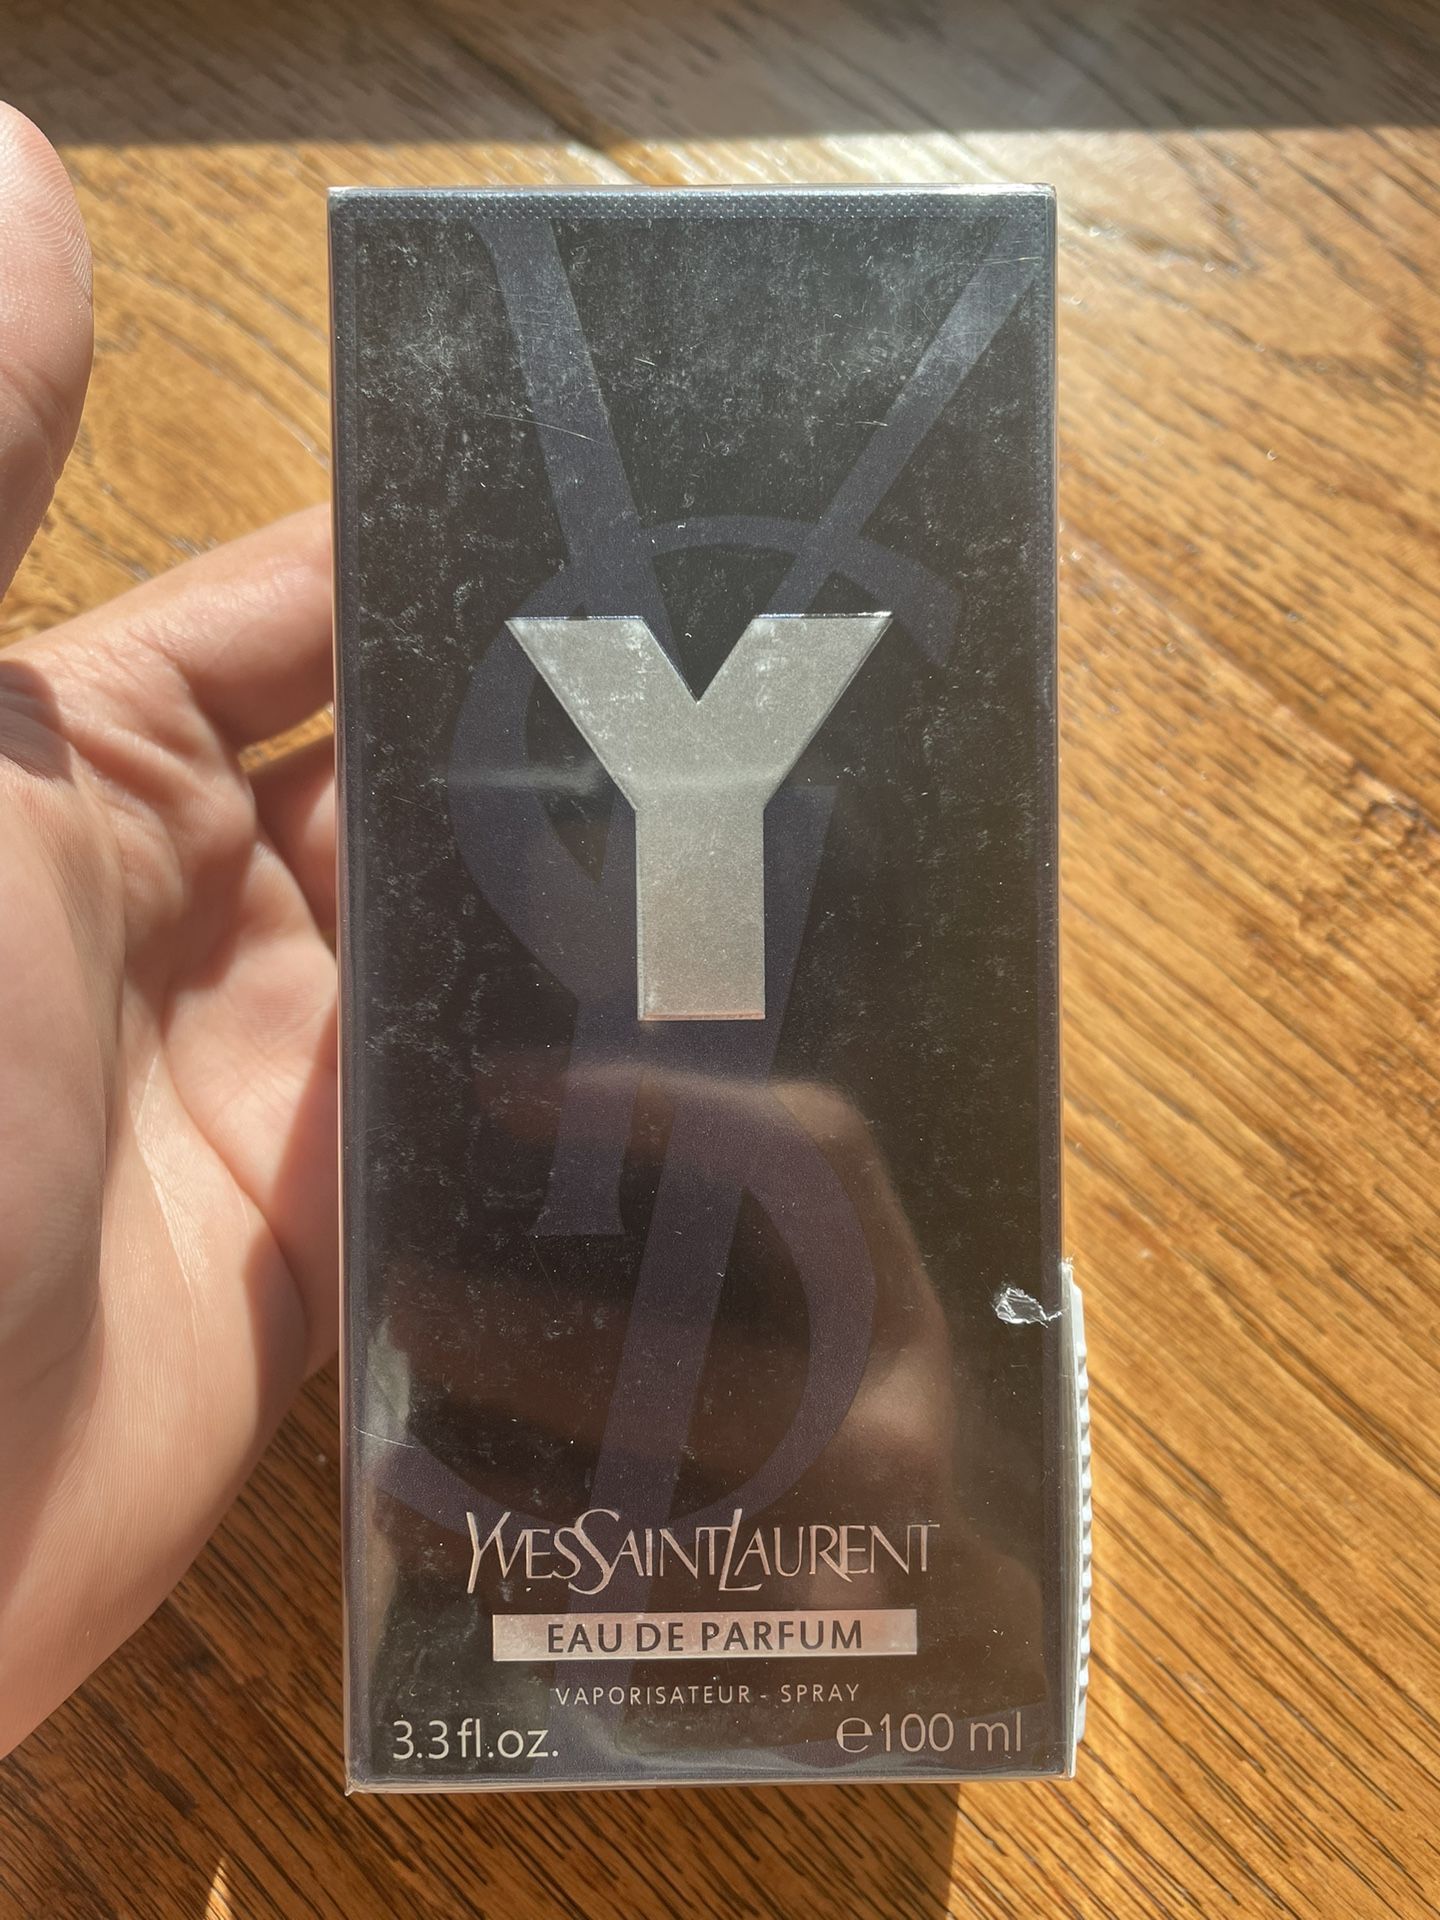 Y
YVESSAINTLAURENT
EAU DE PARFUM
VAPORISATEUR - SPRAY
3.3 fl.oz. ℮100 ml